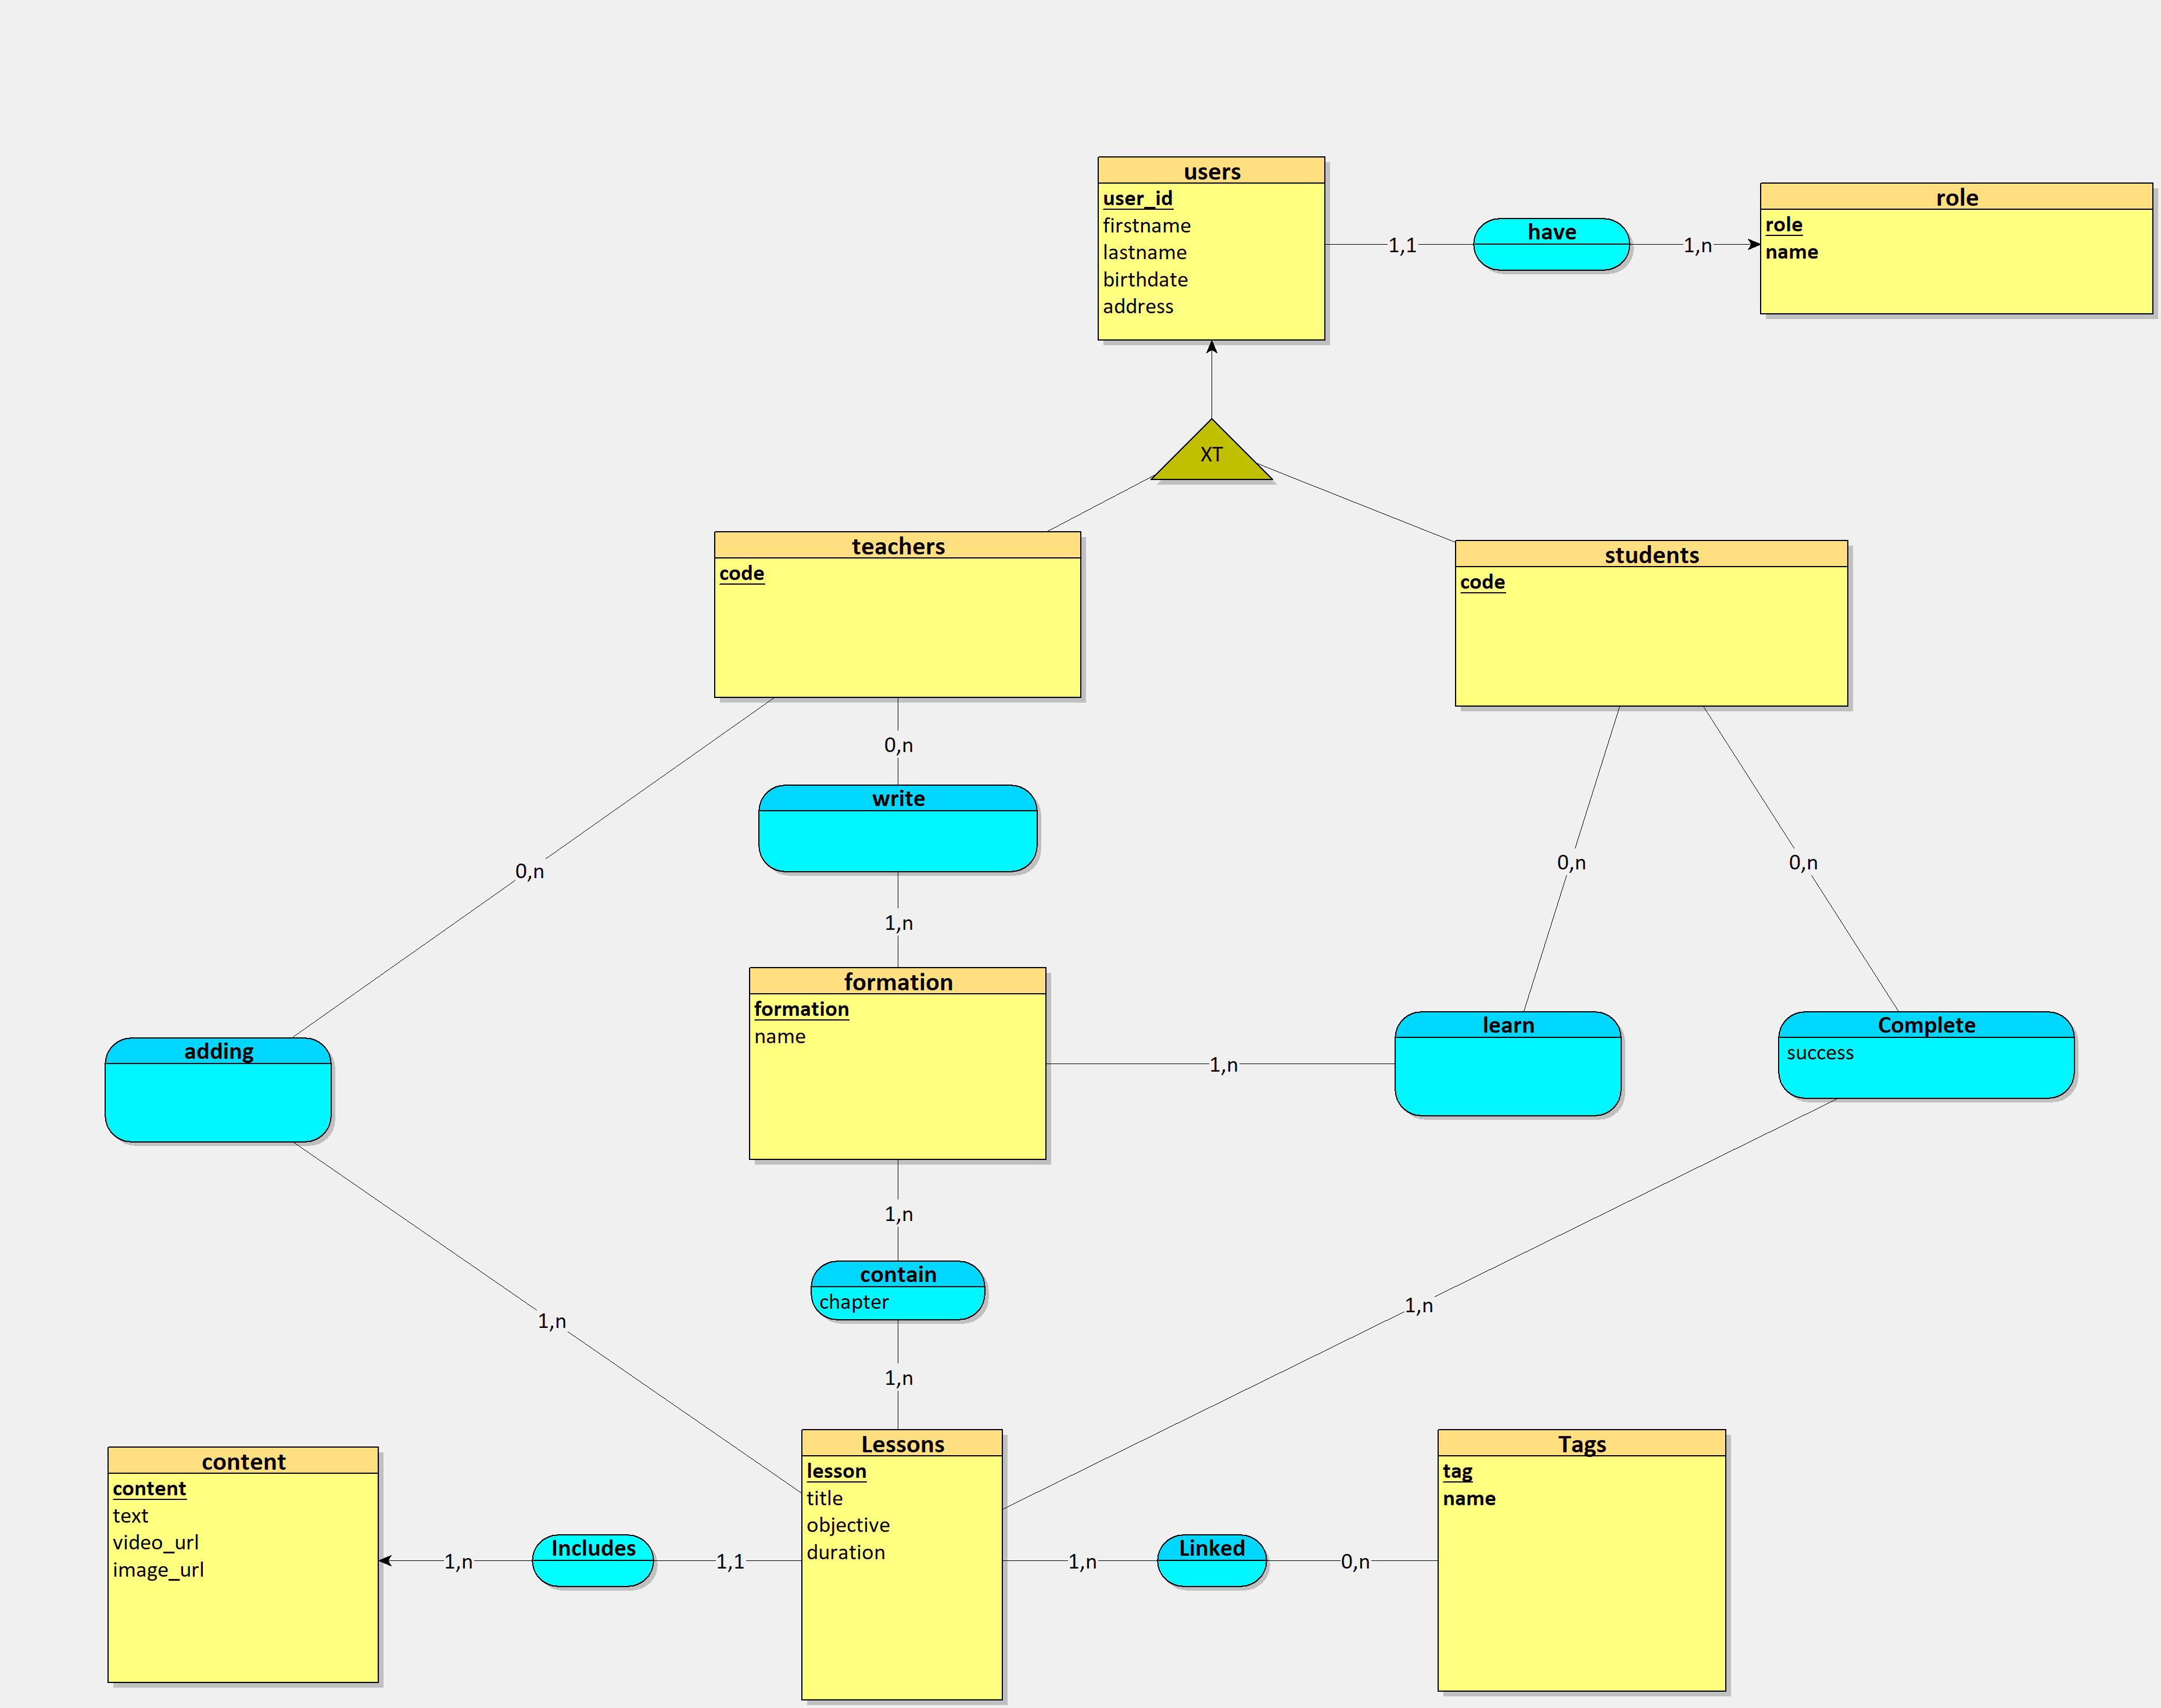 users
user_id
firstname
lastname
birthdate
address
1,1
have
1,n
role
role
name
XT
teachers
code
students
code
0,n
write
1,n
0,n
0,n
0,n
formation
formation
name
adding
1,n
learn
Complete
success
1,n
contain
chapter
1,n
1,n
1,n
content
content
text
video_url
image_url
1,n
Includes
1,1
Lessons
lesson
title
objective
duration
1,n
Linked
0,n
Tags
tag
name